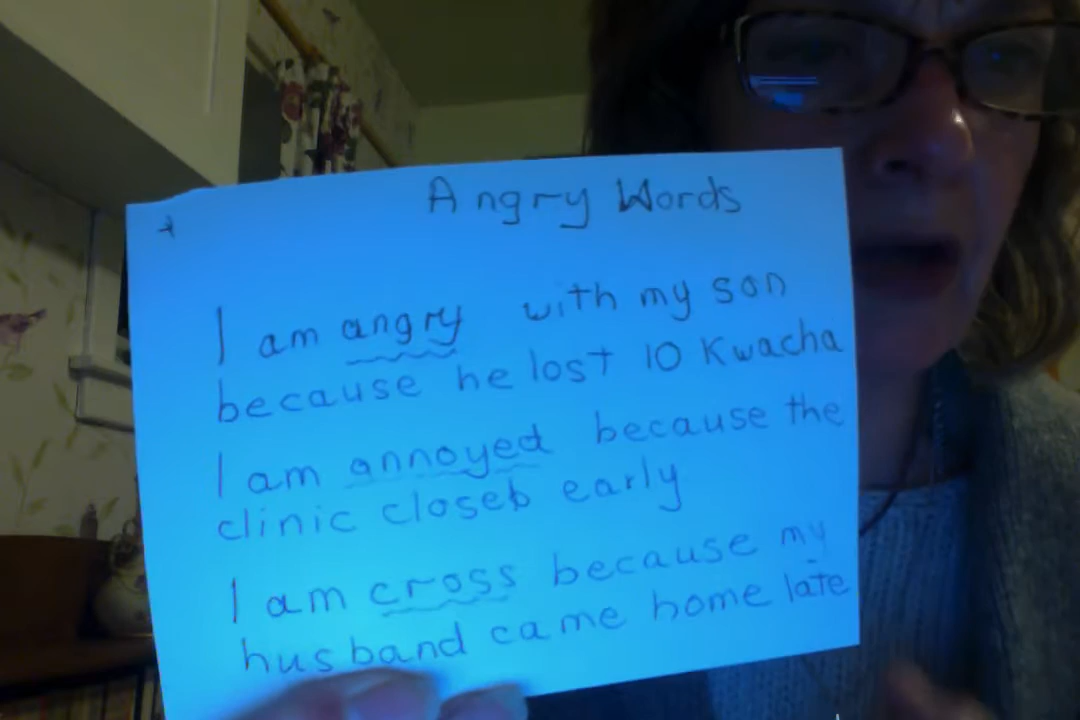 Angry Words
I am angry with my son
because he lost 10 Kwacha
I am annoyed because the
clinic closeb early
I am cross because my
husband came home late